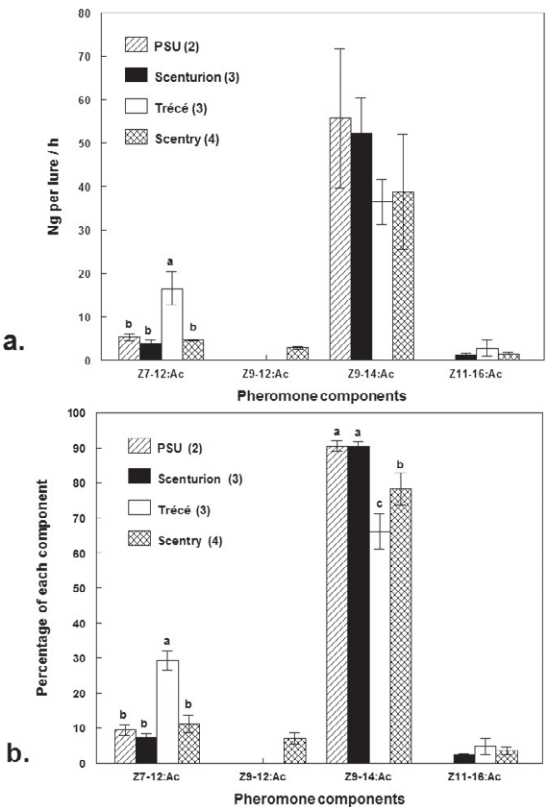 80
70
60
50
40
30
20
10
0
Ng per lure / h
PSU (2)
Scenturion (3)
Trécé (3)
Scentry (4)
b
b
a
b
Z7-12:Ac
Z9-12:Ac
Z9-14:Ac
Z11-16:Ac
Pheromone components
a.
100
90
80
70
60
50
40
30
20
10
0
Percentage of each component
PSU (2)
Scenturion (3)
Trécé (3)
Scentry (4)
b
b
a
b
a
a
c
b
Z7-12:Ac
Z9-12:Ac
Z9-14:Ac
Z11-16:Ac
Pheromone components
b.